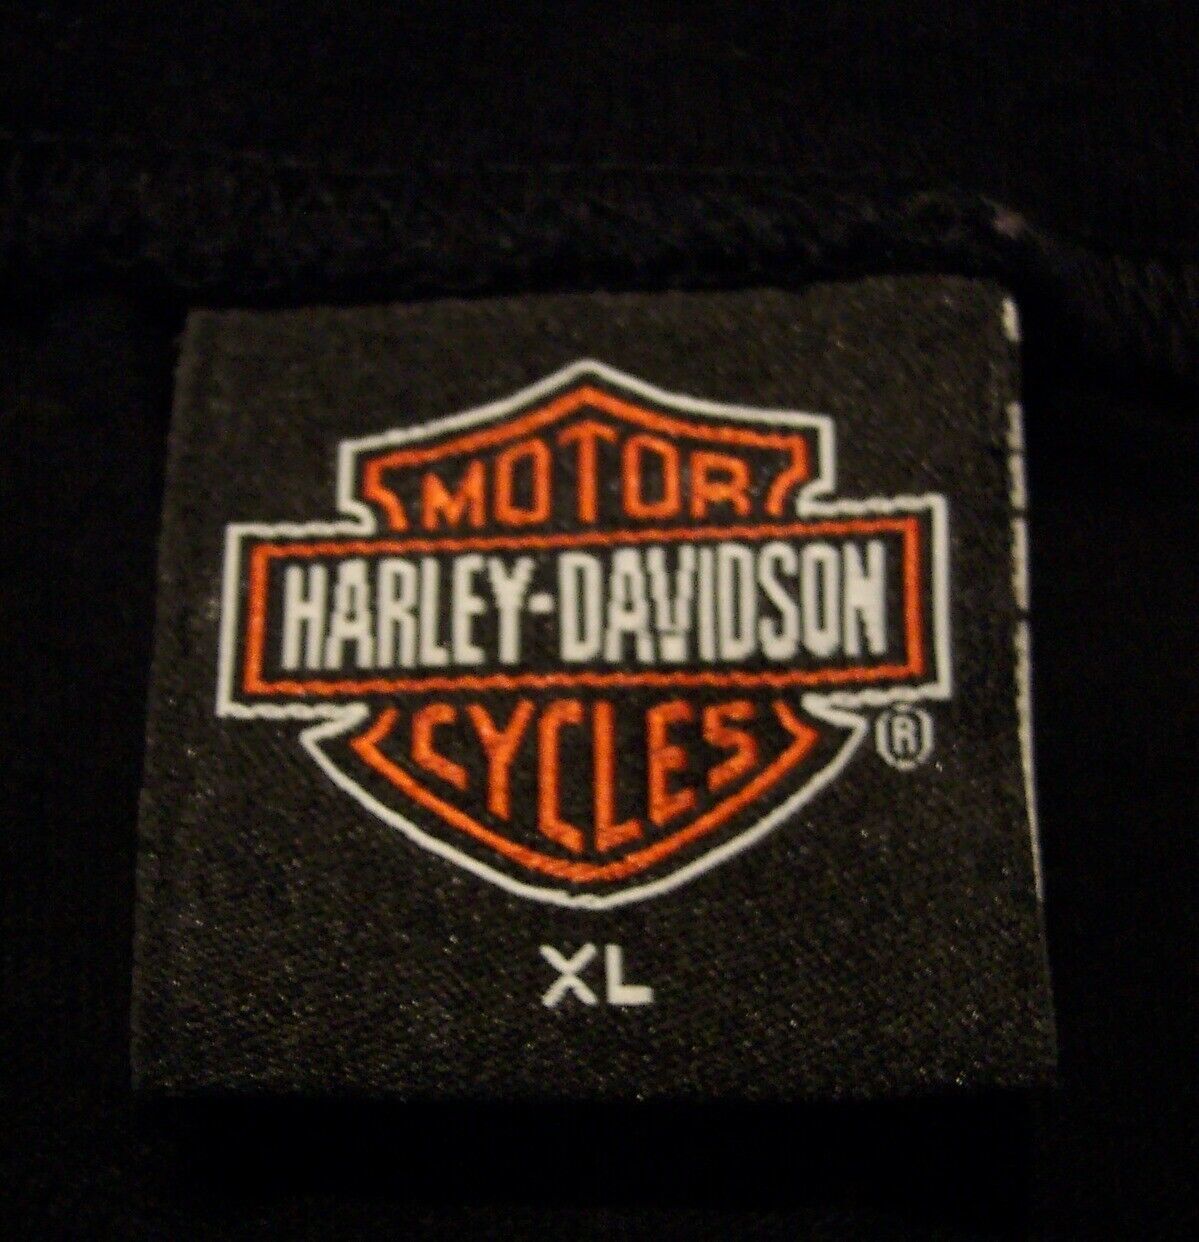 MOTOR
HARLEY-DAVIDSON
CYCLES
®
XL